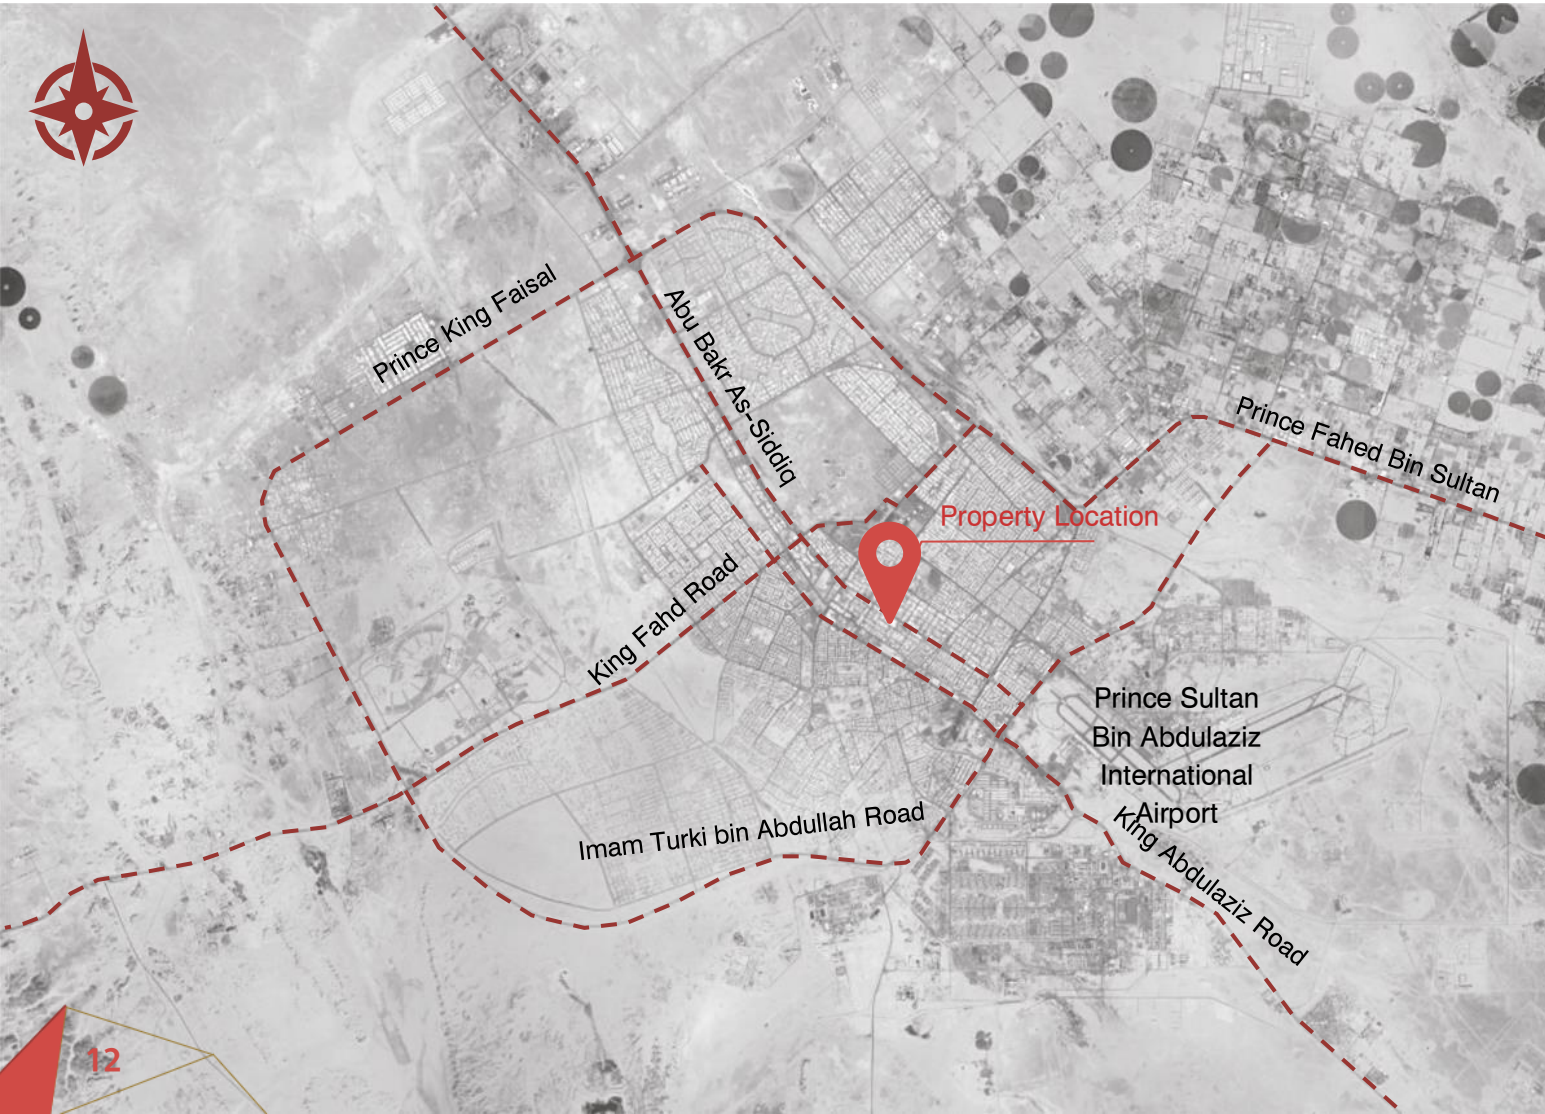 Prince King Faisal
Abu Bakr As-Siddiq
Prince Fahed Bin Sultan
Property Location
King Fahd Road
Prince Sultan
Bin Abdulaziz
International
Airport
Imam Turki bin Abdullah Road
King Abdulaziz Road
12